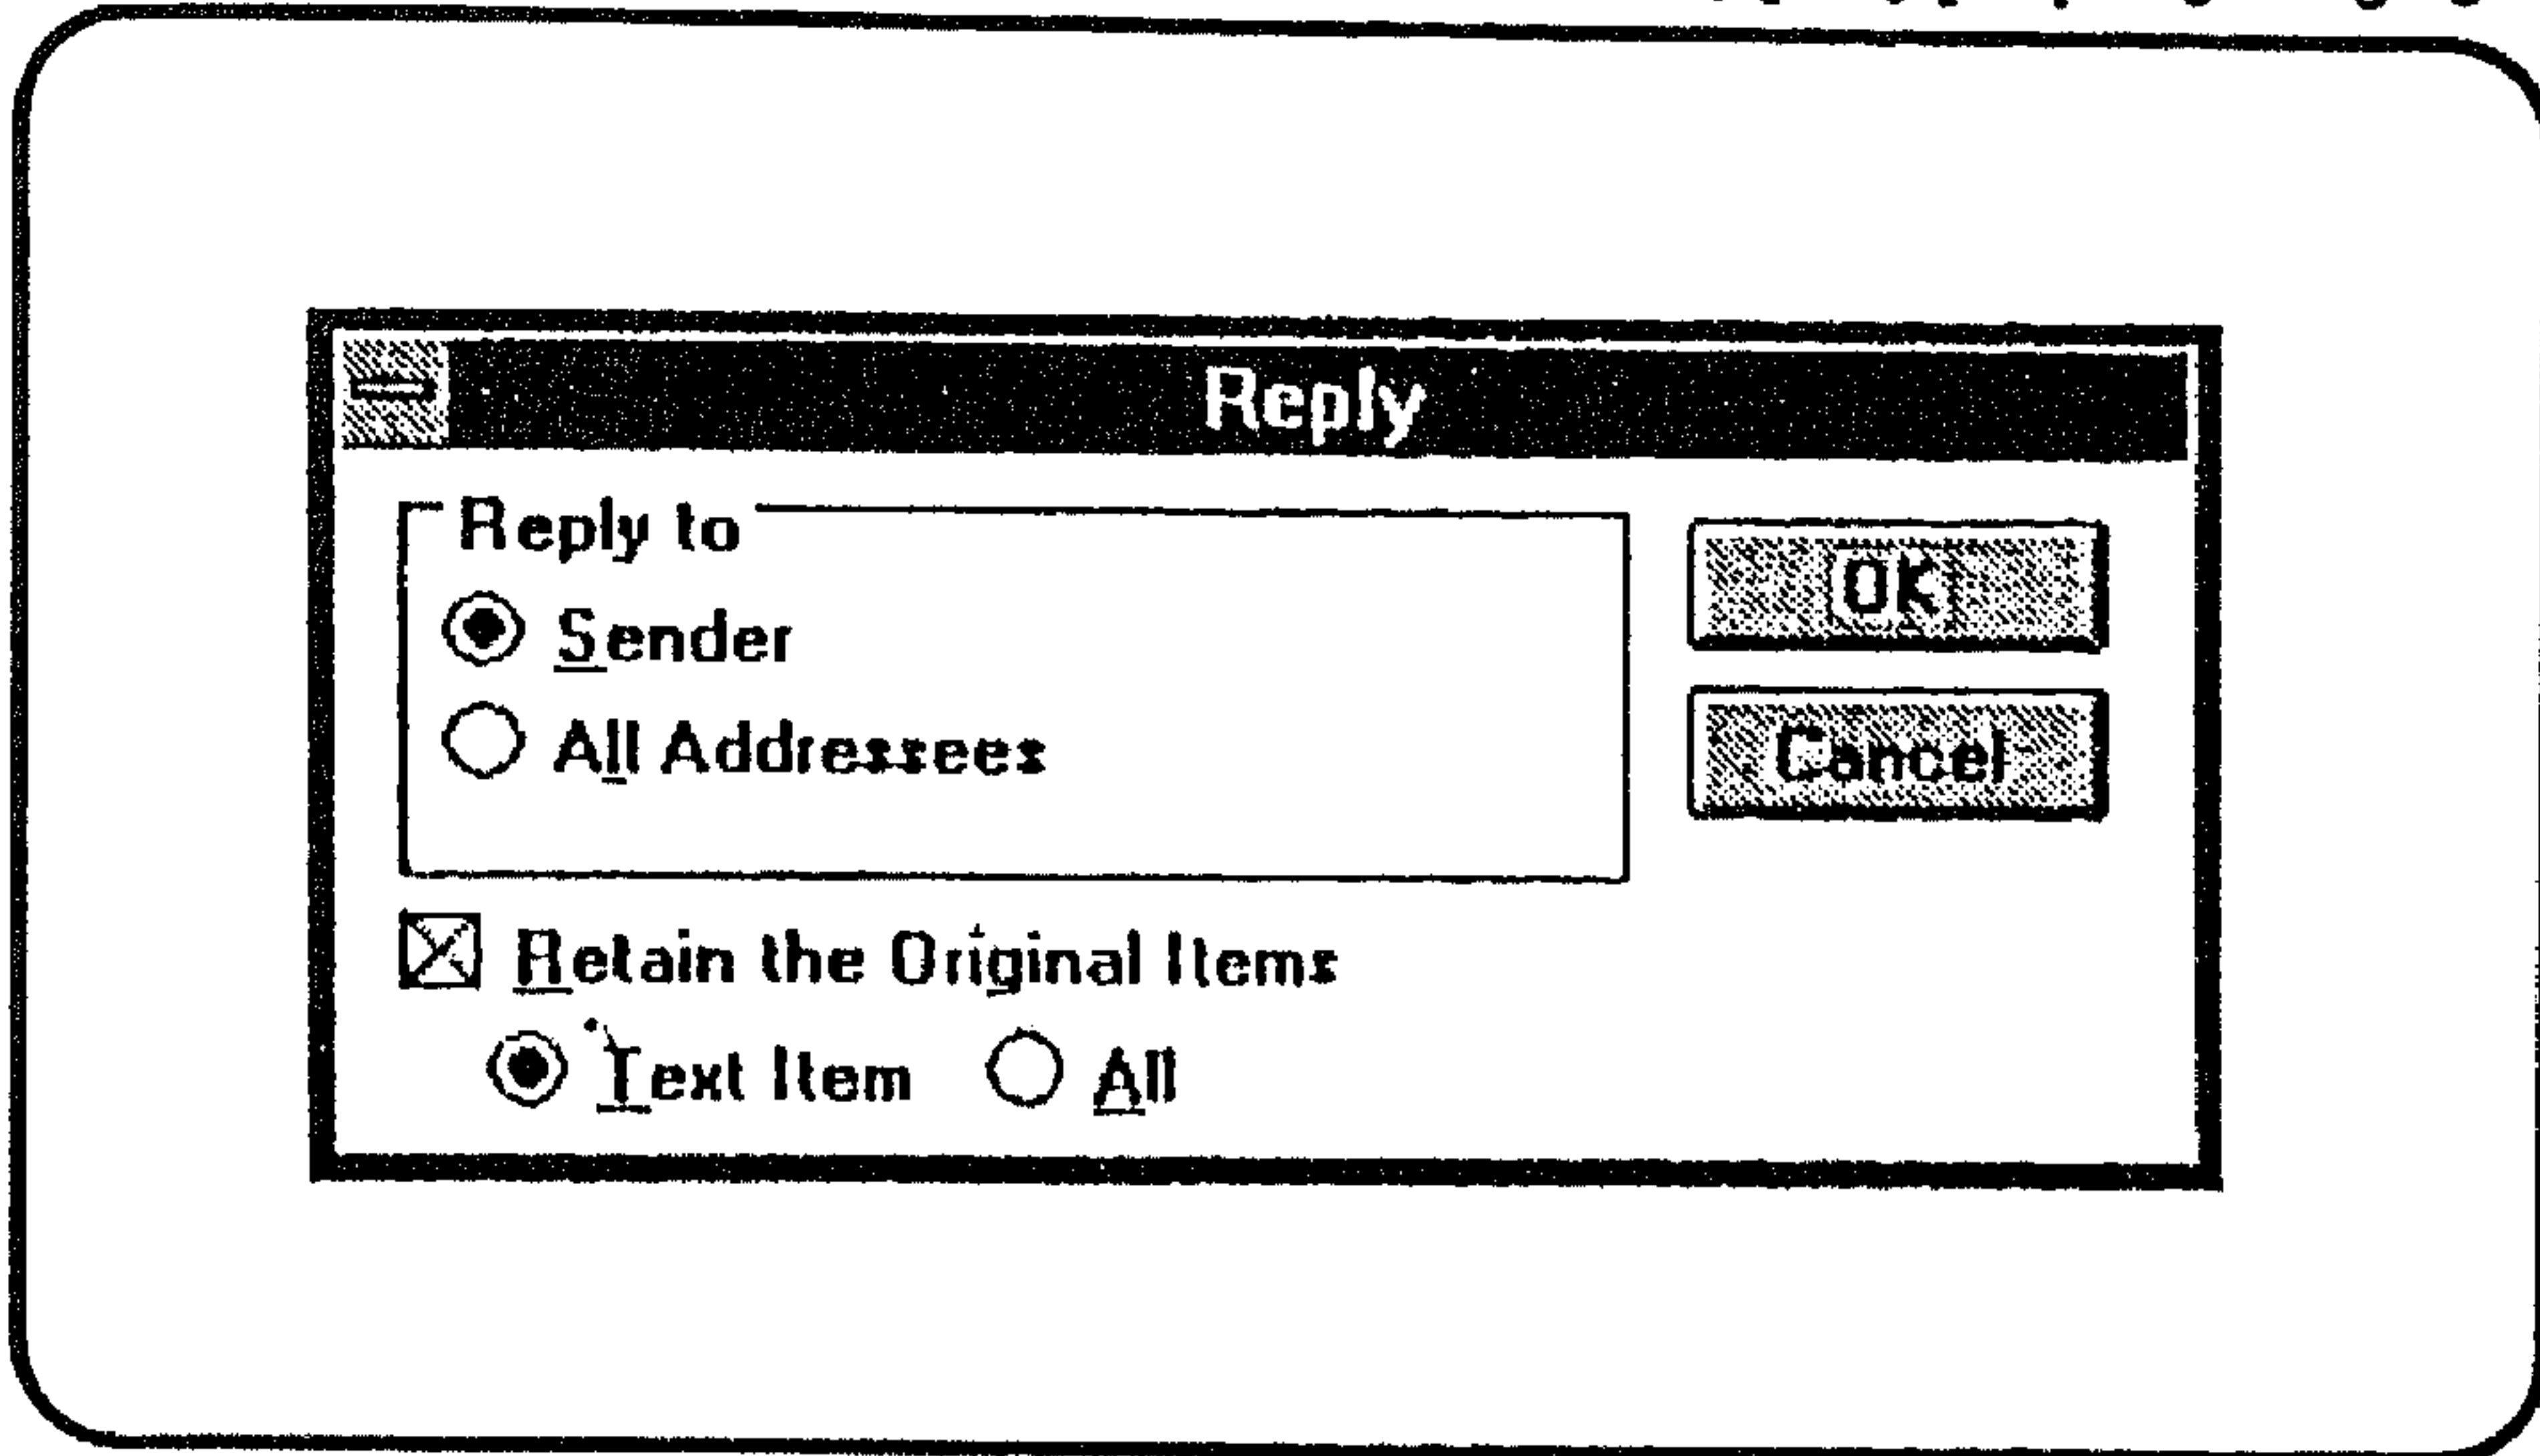 Reply
Reply to
Sender
All Addressees
OK
Cancel
Retain the Original Items
Text Item All